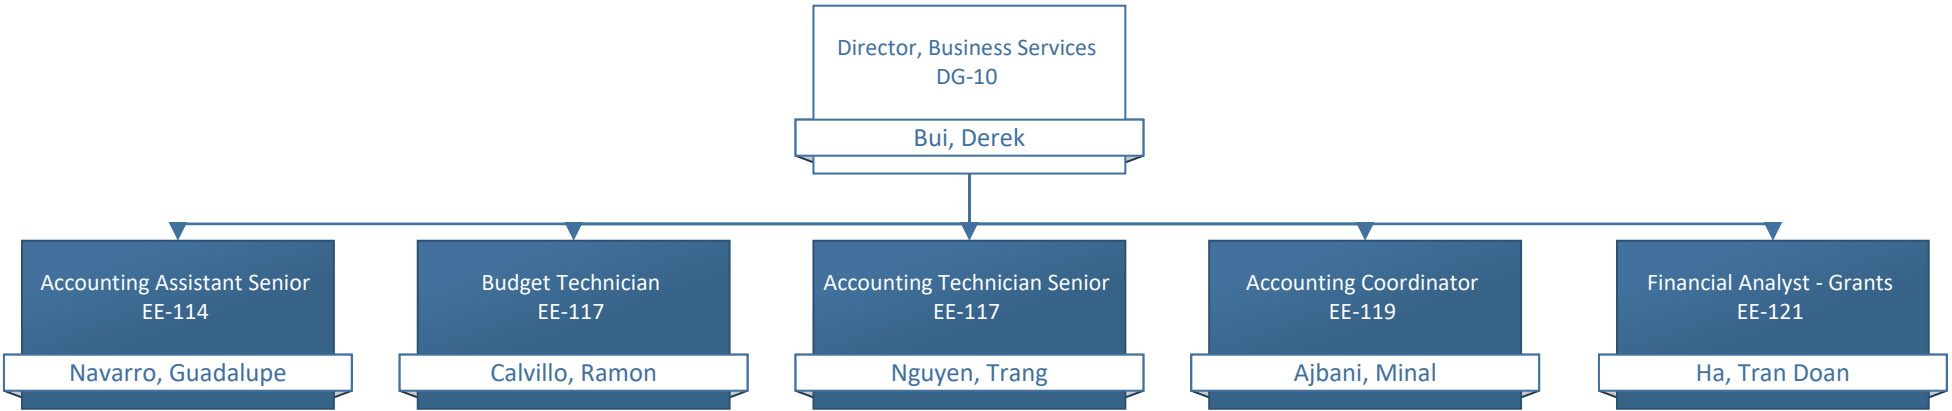 Director, Business Services
DG-10
Bui, Derek
Accounting Assistant Senior
EE-114
Navarro, Guadalupe
Budget Technician
EE-117
Calvillo, Ramon
Accounting Technician Senior
EE-117
Nguyen, Trang
Accounting Coordinator
EE-119
Ajbani, Minal
Financial Analyst - Grants
EE-121
Ha, Tran Doan